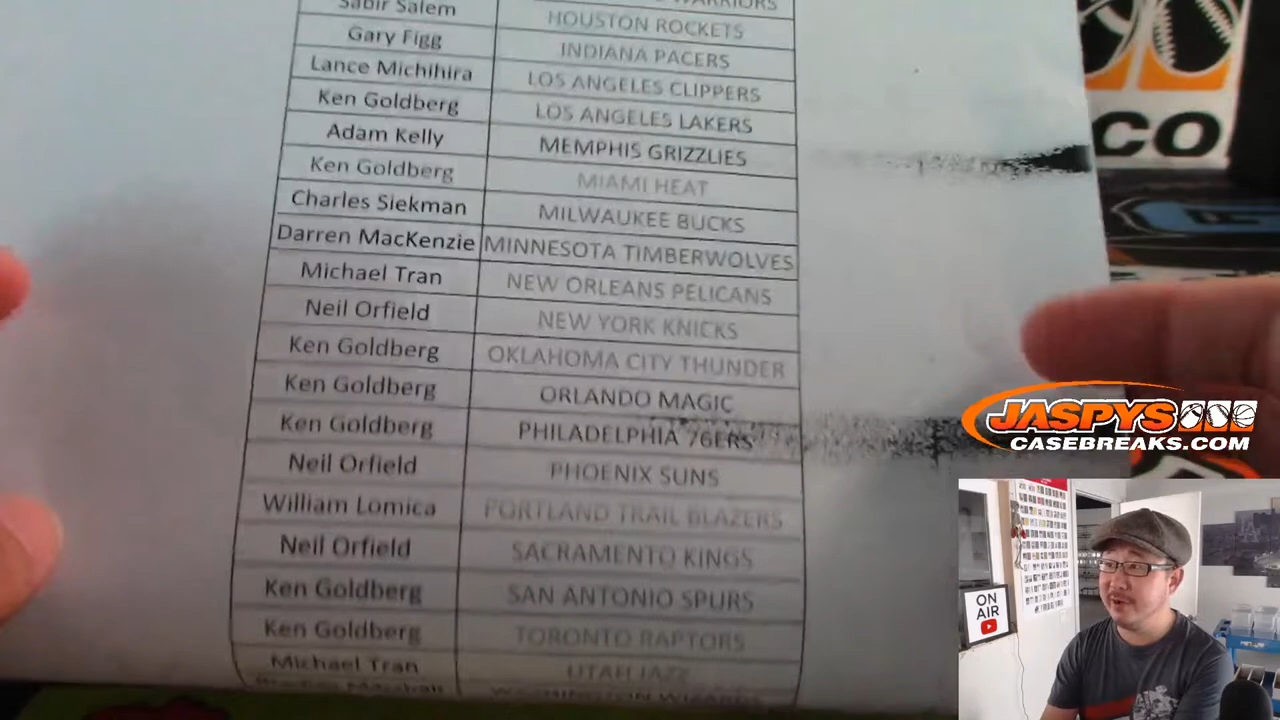 WARRIORS
Sabir Salem HOUSTON ROCKETS
Gary Figg INDIANA PACERS
Lance Michihira LOS ANGELES CLIPPERS
Ken Goldberg LOS ANGELES LAKERS
Adam Kelly MEMPHIS GRIZZLIES
Ken Goldberg MIAMI HEAT
Charles Siekman MILWAUKEE BUCKS
Darren MacKenzie MINNESOTA TIMBERWOLVES
Michael Tran NEW ORLEANS PELICANS
Neil Orfield NEW YORK KNICKS
Ken Goldberg OKLAHOMA CITY THUNDER
Ken Goldberg ORLANDO MAGIC
Ken Goldberg PHILADELPHIA 76ERS
Neil Orfield PHOENIX SUNS
William Lomica PORTLAND TRAIL BLAZERS
Neil Orfield SACRAMENTO KINGS
Ken Goldberg SAN ANTONIO SPURS
Ken Goldberg TORONTO RAPTORS
Michael Tran UTAH JAZZ
WASHINGTON WIZARDS
CO
JASPYS
CASEBREAKS.COM
ON
AIR